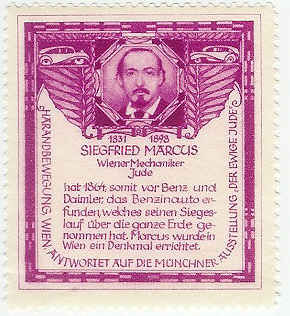 1831 1898
SIEGFRIED MARCUS
Wiener Mechaniker
Jude
hat 1864, somit vor Benz und
Daimler, das Benzinauto er-
funden, welches seinen Sieges-
lauf über die ganze Erde ge-
nommen hat. Marcus wurde in
Wien ein Denkmal errichtet.
HARANDBEWEGUNG, WIEN ANTWORTET AUF DIE MÜNCHNER AUSSTELLUNG „DER EWIGE JUDE"